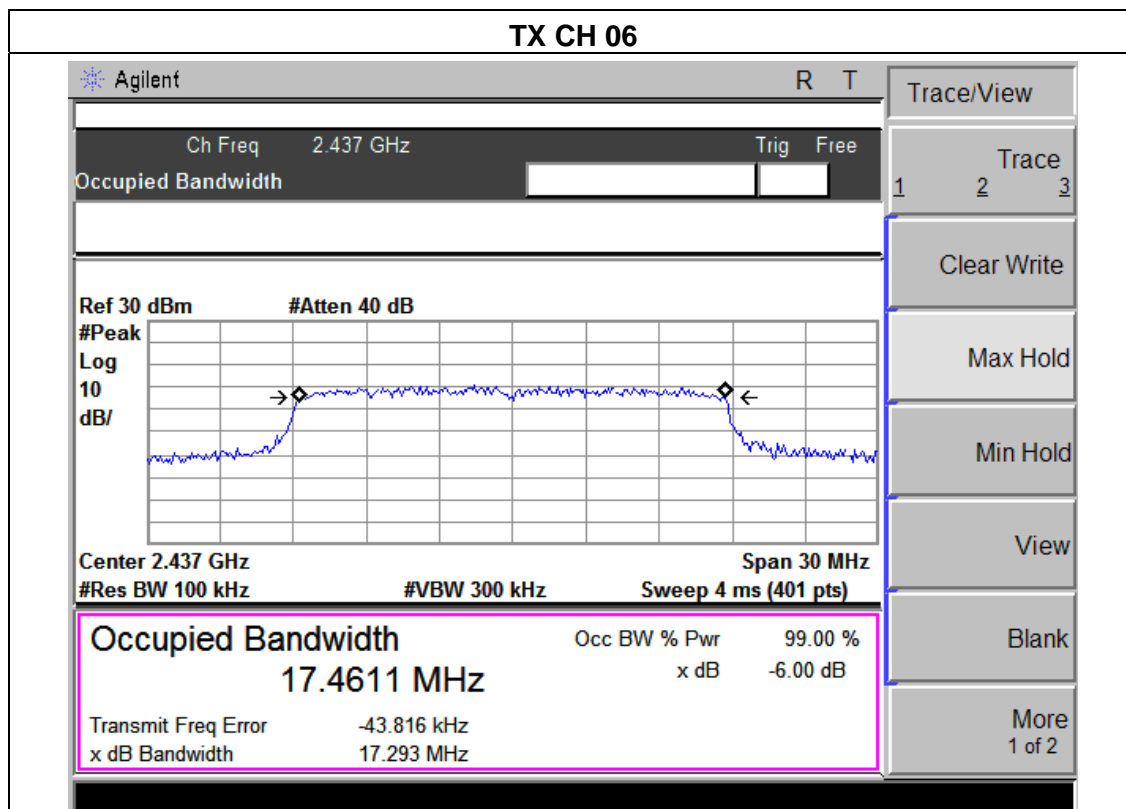 TX CH 06
Agilent R T
Ch Freq 2.437 GHz Trig Free
Occupied Bandwidth
Ref 30 dBm #Atten 40 dB
#Peak
Log
10
dB/
Center 2.437 GHz Span 30 MHz
#Res BW 100 kHz #VBW 300 kHz Sweep 4 ms (401 pts)
Occupied Bandwidth Occ BW % Pwr 99.00 %
17.4611 MHz x dB -6.00 dB
Transmit Freq Error -43.816 kHz
x dB Bandwidth 17.293 MHz
Trace/View
Trace
1 2 3
Clear Write
Max Hold
Min Hold
View
Blank
More
1 of 2